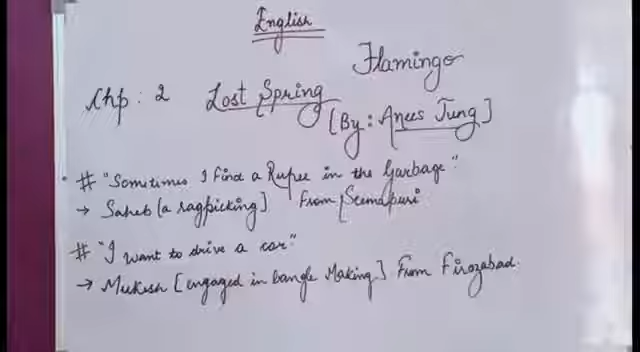 English
Flamingo
Chp : 2 Lost Spring
[By : Anees Jung]
# "Sometimes I find a Rupee in the Garbage"
→ Saheb (a ragpicking] From Seemapuri
# "I want to drive a car"
→ Mukesh [engaged in bangle Making] From Firozabad.